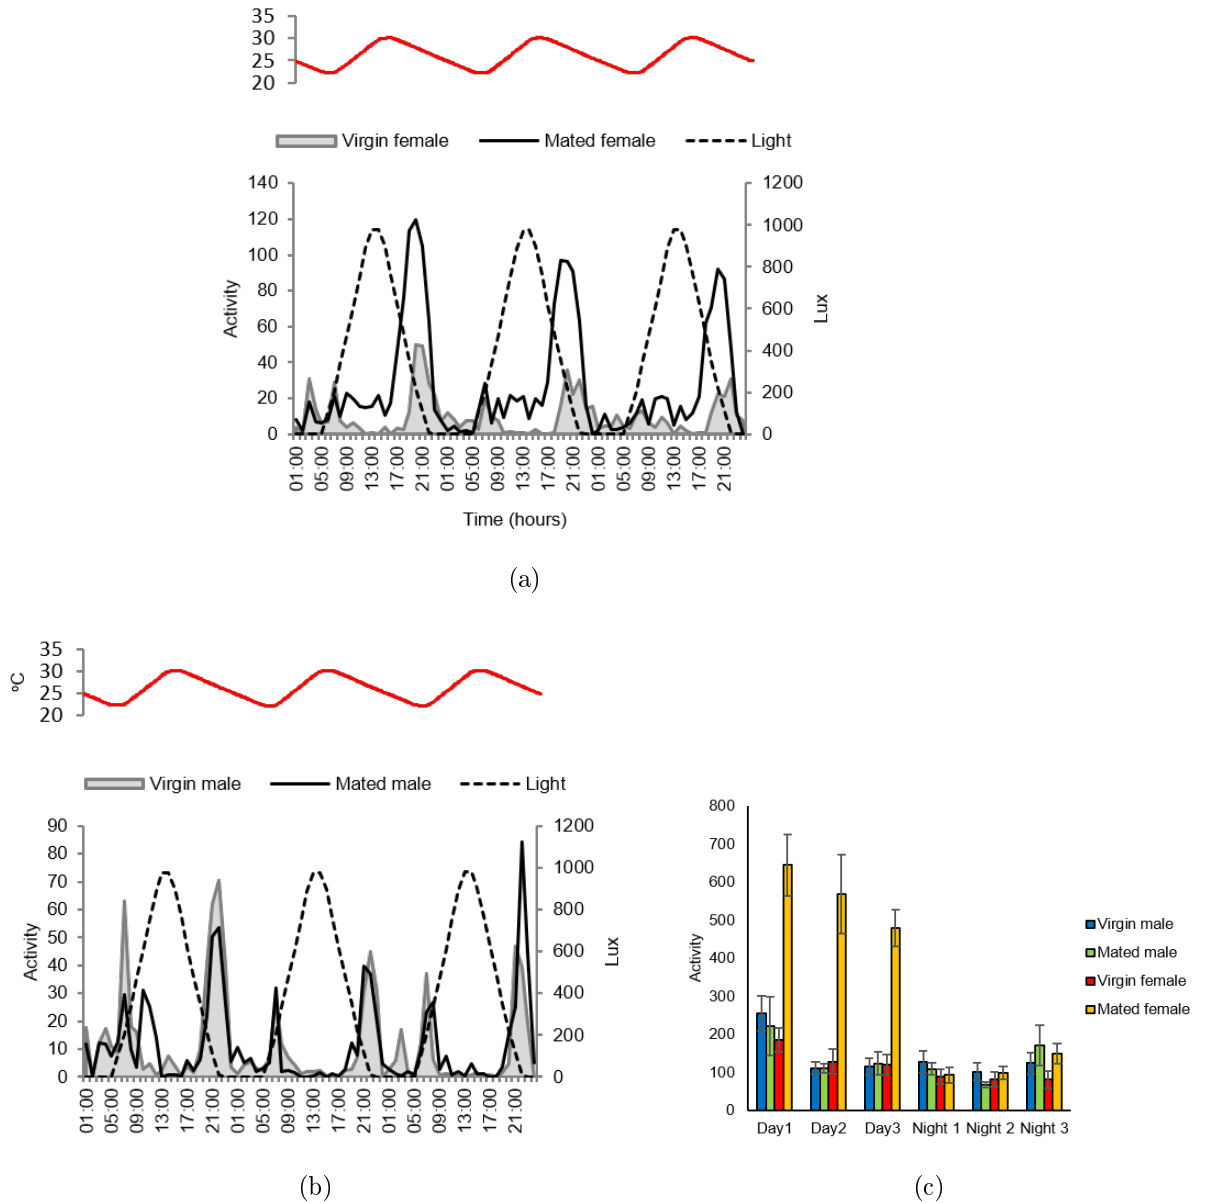 35
30
25
20
Virgin female Mated female Light
140 1200
120 1000
100 800
80
60 600
40 400
20 200
0 0
Activity
Lux
01:00 05:00 09:00 13:00 17:00 21:00 01:00 05:00 09:00 13:00 17:00 21:00 01:00 05:00 09:00 13:00 17:00 21:00
Time (hours)
(a)
35
30
25
20
ºC
Virgin male Mated male Light
90 1200
80 1000
70
60 800
50 600
40
30 400
20 200
10
0 0
Activity
Lux
01:00 05:00 09:00 13:00 17:00 21:00 01:00 05:00 09:00 13:00 17:00 21:00 01:00 05:00 09:00 13:00 17:00 21:00
(b)
800
700
600
500
400
300
200
100
0
Activity
Day1 Day2 Day3 Night 1 Night 2 Night 3
Virgin male
Mated male
Virgin female
Mated female
(c)